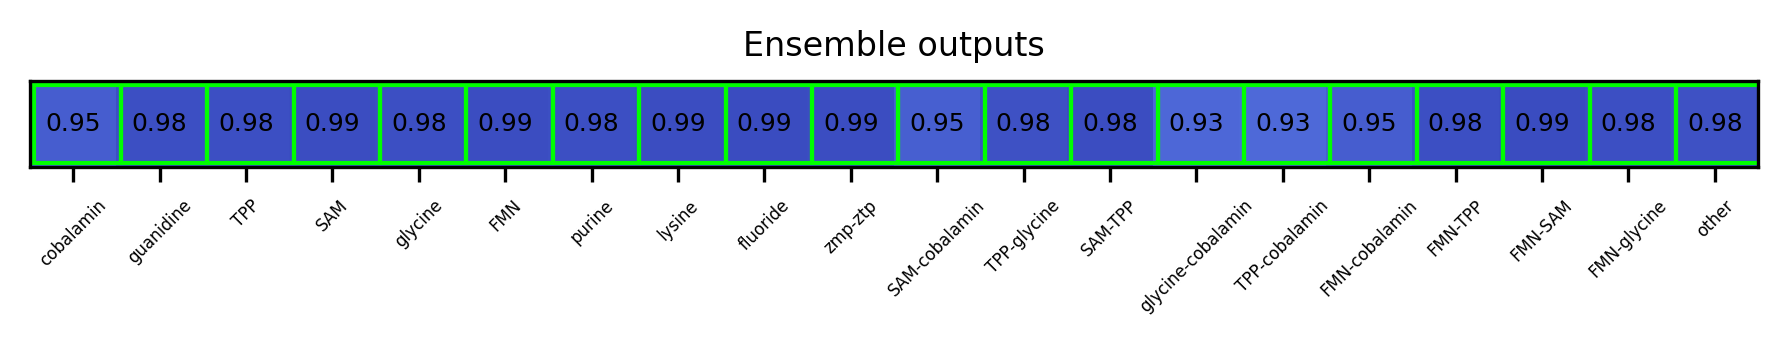 Ensemble outputs
0.95 0.98 0.98 0.99 0.98 0.99 0.98 0.99 0.99 0.99 0.95 0.98 0.98 0.93 0.93 0.95 0.98 0.99 0.98 0.98
cobalamin guanidine TPP SAM glycine FMN purine lysine fluoride zmp-ztp SAM-cobalamin TPP-glycine SAM-TPP glycine-cobalamin TPP-cobalamin FMN-cobalamin FMN-TPP FMN-SAM FMN-glycine other